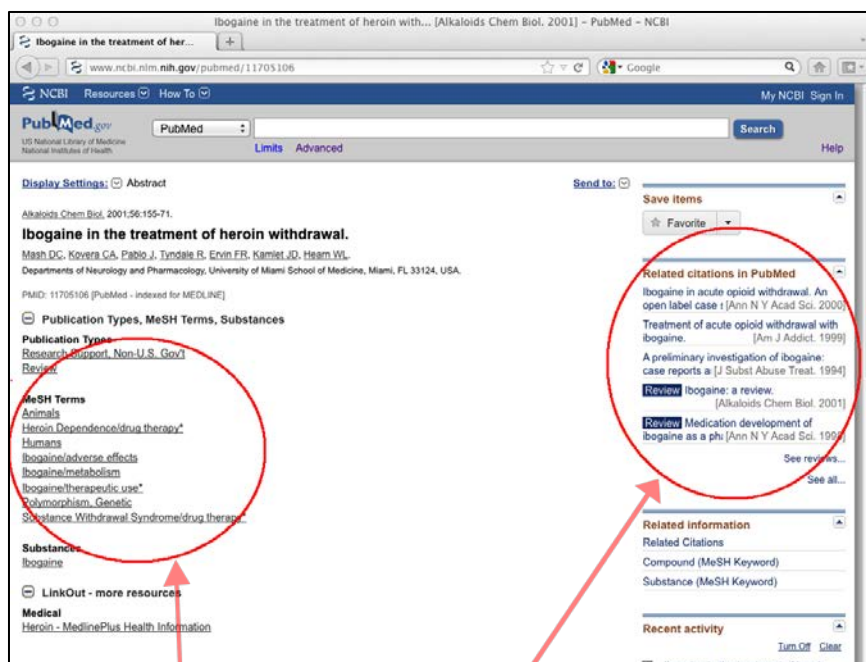 Ibogaine in the treatment of heroin with... [Alkaloids Chem Biol. 2001] – PubMed – NCBI
Ibogaine in the treatment of her...
www.ncbi.nlm.nih.gov/pubmed/11705106
Google
NCBI Resources How To
My NCBI Sign In
PubMed.gov
US National Library of Medicine
National Institutes of Health
PubMed
Search
Limits Advanced
Help
Display Settings: Abstract
Send to:
Alkaloids Chem Biol. 2001;56:155-71.
Ibogaine in the treatment of heroin withdrawal.
Mash DC, Kovera CA, Pablo J, Tyndale R, Ervin FR, Kamlet JD, Hearn WL.
Departments of Neurology and Pharmacology, University of Miami School of Medicine, Miami, FL 33124, USA.
PMID: 11705106 [PubMed - indexed for MEDLINE]
Publication Types, MeSH Terms, Substances
Publication Types
Research Support, Non-U.S. Gov't
Review
MeSH Terms
Animals
Heroin Dependence/drug therapy*
Humans
Ibogaine/adverse effects
Ibogaine/metabolism
Ibogaine/therapeutic use*
Polymorphism, Genetic
Substance Withdrawal Syndrome/drug therapy*
Substances
Ibogaine
LinkOut - more resources
Medical
Heroin - MedlinePlus Health Information
Save items
Favorite
Related citations in PubMed
Ibogaine in acute opioid withdrawal. An
open label case [Ann N Y Acad Sci. 2000]
Treatment of acute opioid withdrawal with
ibogaine. [Am J Addict. 1999]
A preliminary investigation of ibogaine:
case reports a [J Subst Abuse Treat. 1994]
Review Ibogaine: a review.
[Alkaloids Chem Biol. 2001]
Review Medication development of
ibogaine as a pha [Ann N Y Acad Sci. 1998]
See reviews...
See all...
Related information
Related Citations
Compound (MeSH Keyword)
Substance (MeSH Keyword)
Recent activity
Turn Off Clear